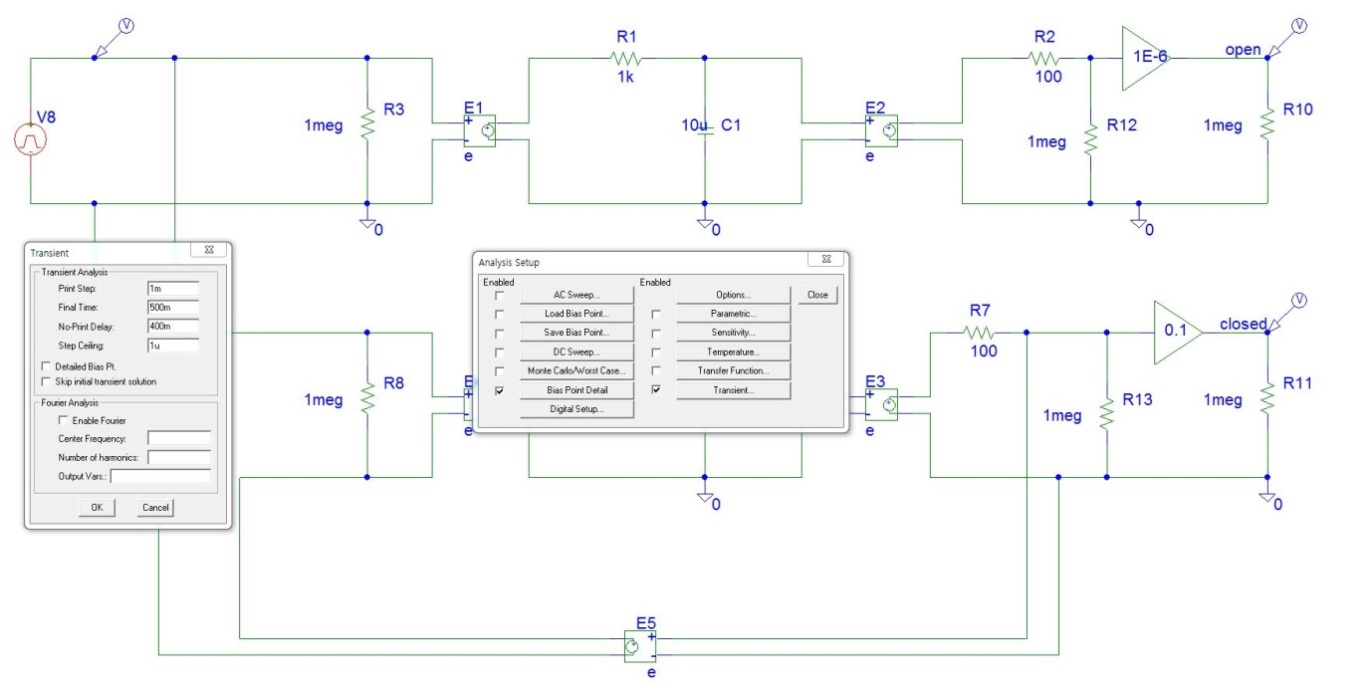 V
V
R1
R2
open
1E-6
1k
100
V8
R3
E1
E2
R10
1meg
10u
C1
R12
1meg
1meg
e
e
0
0
0
Transient
Transient Analysis
Print Step: 1m
Final Time: 500m
No-Print Delay: 400m
Step Ceiling: 1u
Detailed Bias Pt.
Skip initial transient solution
Fourier Analysis
Enable Fourier
Center Frequency:
Number of harmonics:
Output Vars.:
OK Cancel
Analysis Setup
Enabled Enabled
AC Sweep... Options... Close
Load Bias Point... Parametric...
Save Bias Point... Sensitivity...
DC Sweep... Temperature...
Monte Carlo/Worst Case... Transfer Function...
Bias Point Detail Transient...
Digital Setup...
V
R7
closed
0.1
100
R8
E
E3
R13
R11
1meg
1meg
1meg
e
e
0
0
E5
e